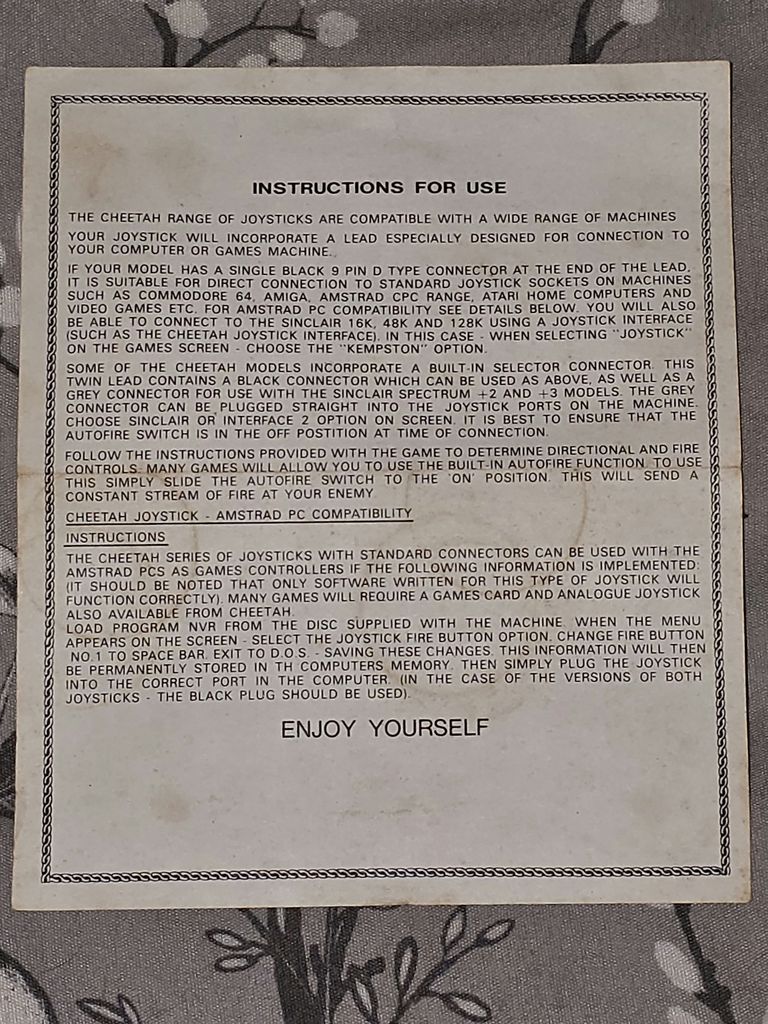 INSTRUCTIONS FOR USE
THE CHEETAH RANGE OF JOYSTICKS ARE COMPATIBLE WITH A WIDE RANGE OF MACHINES
YOUR JOYSTICK WILL INCORPORATE A LEAD ESPECIALLY DESIGNED FOR CONNECTION TO
YOUR COMPUTER OR GAMES MACHINE.
IF YOUR MODEL HAS A SINGLE BLACK 9 PIN D TYPE CONNECTOR AT THE END OF THE LEAD,
IT IS SUITABLE FOR DIRECT CONNECTION TO STANDARD JOYSTICK SOCKETS ON MACHINES
SUCH AS COMMODORE 64, AMIGA, AMSTRAD CPC RANGE, ATARI HOME COMPUTERS AND
VIDEO GAMES ETC. FOR AMSTRAD PC COMPATIBILITY SEE DETAILS BELOW. YOU WILL ALSO
BE ABLE TO CONNECT TO THE SINCLAIR 16K, 48K AND 128K USING A JOYSTICK INTERFACE
(SUCH AS THE CHEETAH JOYSTICK INTERFACE). IN THIS CASE - WHEN SELECTING "JOYSTICK"
ON THE GAMES SCREEN - CHOOSE THE "KEMPSTON" OPTION.
SOME OF THE CHEETAH MODELS INCORPORATE A BUILT-IN SELECTOR CONNECTOR. THIS
TWIN LEAD CONTAINS A BLACK CONNECTOR WHICH CAN BE USED AS ABOVE, AS WELL AS A
GREY CONNECTOR FOR USE WITH THE SINCLAIR SPECTRUM +2 AND +3 MODELS. THE GREY
CONNECTOR CAN BE PLUGGED STRAIGHT INTO THE JOYSTICK PORTS ON THE MACHINE.
CHOOSE SINCLAIR OR INTERFACE 2 OPTION ON SCREEN. IT IS BEST TO ENSURE THAT THE
AUTOFIRE SWITCH IS IN THE OFF POSTITION AT TIME OF CONNECTION.
FOLLOW THE INSTRUCTIONS PROVIDED WITH THE GAME TO DETERMINE DIRECTIONAL AND FIRE
CONTROLS. MANY GAMES WILL ALLOW YOU TO USE THE BUILT-IN AUTOFIRE FUNCTION. TO USE
THIS SIMPLY SLIDE THE AUTOFIRE SWITCH TO THE 'ON' POSITION. THIS WILL SEND A
CONSTANT STREAM OF FIRE AT YOUR ENEMY.
CHEETAH JOYSTICK - AMSTRAD PC COMPATIBILITY
INSTRUCTIONS
THE CHEETAH SERIES OF JOYSTICKS WITH STANDARD CONNECTORS CAN BE USED WITH THE
AMSTRAD PCS AS GAMES CONTROLLERS IF THE FOLLOWING INFORMATION IS IMPLEMENTED:
(IT SHOULD BE NOTED THAT ONLY SOFTWARE WRITTEN FOR THIS TYPE OF JOYSTICK WILL
FUNCTION CORRECTLY). MANY GAMES WILL REQUIRE A GAMES CARD AND ANALOGUE JOYSTICK
ALSO AVAILABLE FROM CHEETAH.
LOAD PROGRAM NVR FROM THE DISC SUPPLIED WITH THE MACHINE. WHEN THE MENU
APPEARS ON THE SCREEN - SELECT THE JOYSTICK FIRE BUTTON OPTION. CHANGE FIRE BUTTON
NO.1 TO SPACE BAR. EXIT TO D.O.S. - SAVING THESE CHANGES. THIS INFORMATION WILL THEN
BE PERMANENTLY STORED IN TH COMPUTERS MEMORY. THEN SIMPLY PLUG THE JOYSTICK
INTO THE CORRECT PORT IN THE COMPUTER. (IN THE CASE OF THE VERSIONS OF BOTH
JOYSTICKS - THE BLACK PLUG SHOULD BE USED).
ENJOY YOURSELF